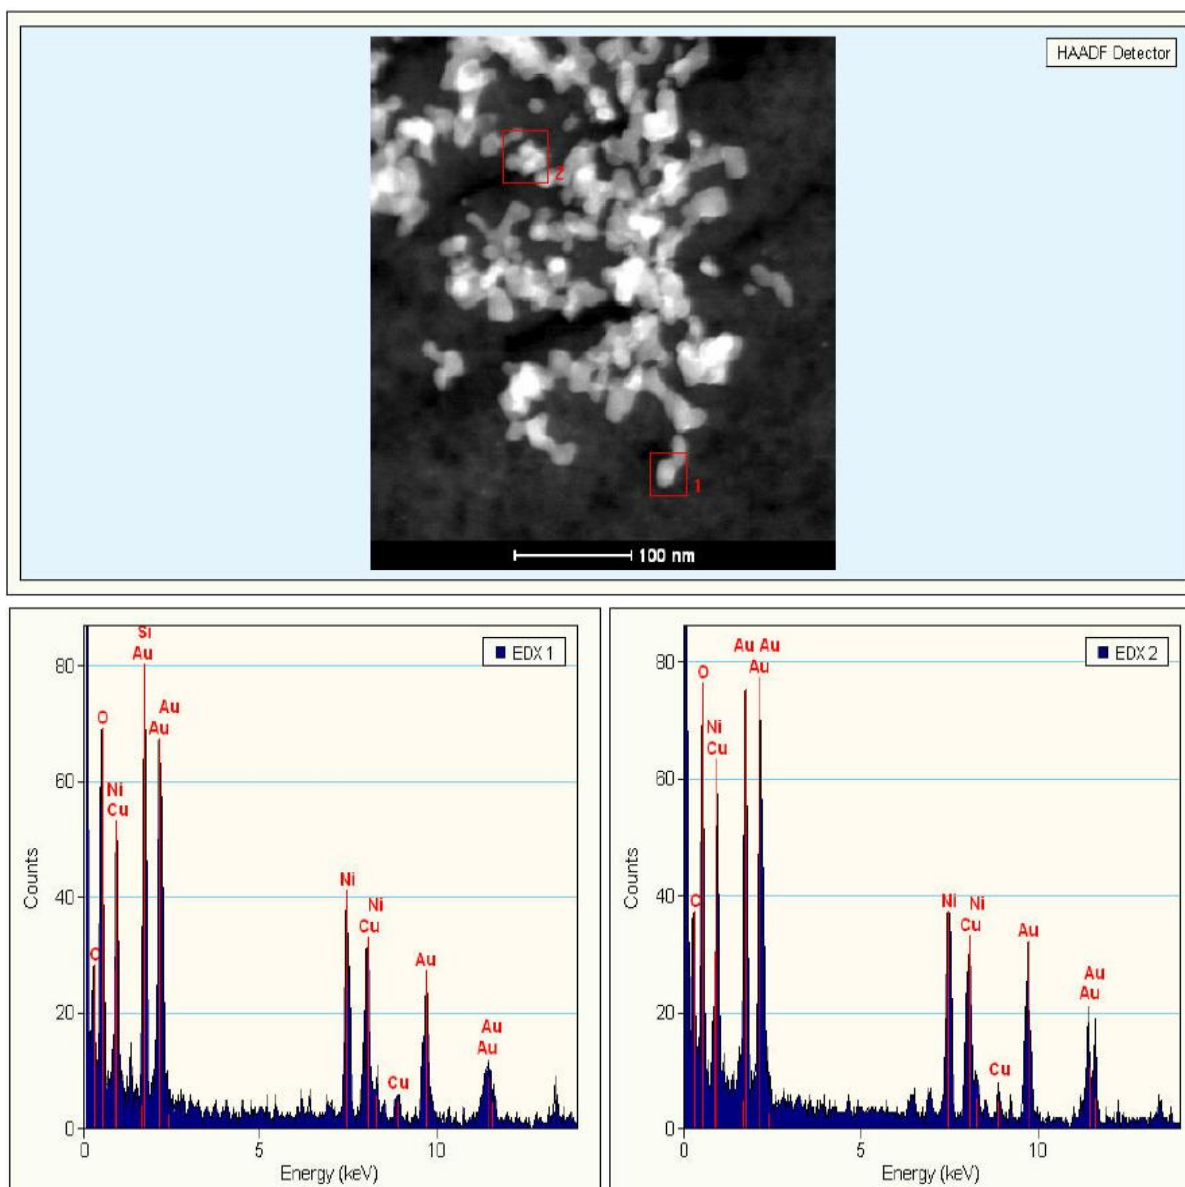 HAADF Detector
2
1
100 nm
EDX 1
Si
Au
Au
Au
O
Ni
Cu
C
Ni
Ni
Cu
Cu
Au
Au
Au
80
60
40
20
0
Counts
0
5
10
Energy (keV)
EDX 2
Au Au
Au
O
Ni
Cu
C
Ni
Ni
Cu
Cu
Au
Au
Au
80
60
40
20
0
Counts
0
5
10
Energy (keV)